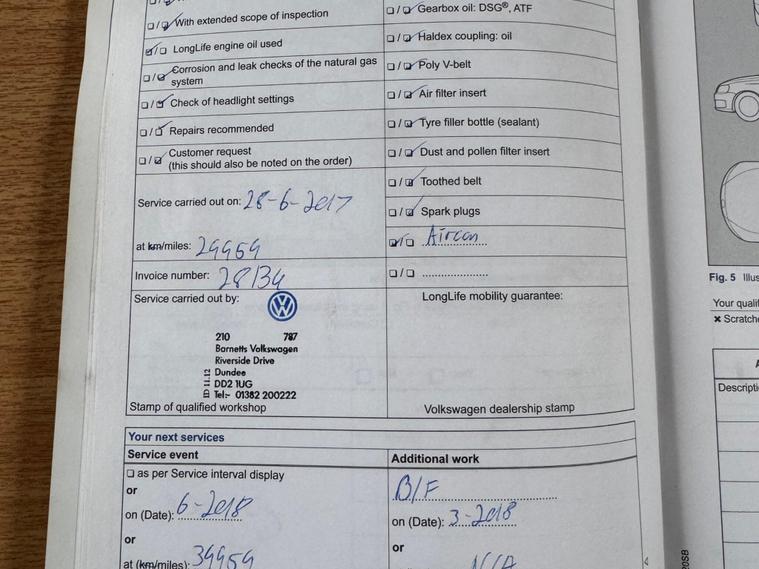 With extended scope of inspection
LongLife engine oil used
Corrosion and leak checks of the natural gas
system
Check of headlight settings
Repairs recommended
Customer request
(this should also be noted on the order)
Service carried out on: 28-6-2017
at km/miles: 29959
Invoice number: 28134
Service carried out by:
210 787
Barnetts Volkswagen
Riverside Drive
Dundee
DD2 1UG
Tel:- 01382 200222
Stamp of qualified workshop
Gearbox oil: DSG®, ATF
Haldex coupling: oil
Poly V-belt
Air filter insert
Tyre filler bottle (sealant)
Dust and pollen filter insert
Toothed belt
Spark plugs
Aircon
LongLife mobility guarantee:
Volkswagen dealership stamp
Your next services
Service event
as per Service interval display
or
on (Date): 6-2018
or
at (km/miles): 39959
Additional work
B/F
on (Date): 3-2018
or
N/A
Fig. 5 Illus
Your qualif
✖ Scratche
Descripti